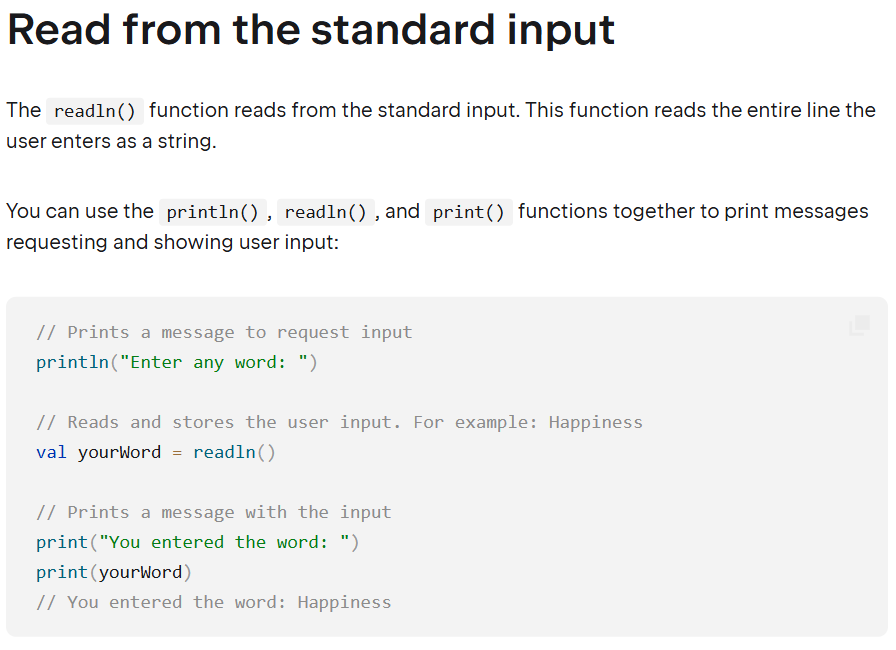 Read from the standard input
The readln() function reads from the standard input. This function reads the entire line the
user enters as a string.
You can use the println(), readln(), and print() functions together to print messages
requesting and showing user input:
// Prints a message to request input
println("Enter any word: ")
// Reads and stores the user input. For example: Happiness
val yourWord = readln()
// Prints a message with the input
print("You entered the word: ")
print(yourWord)
// You entered the word: Happiness